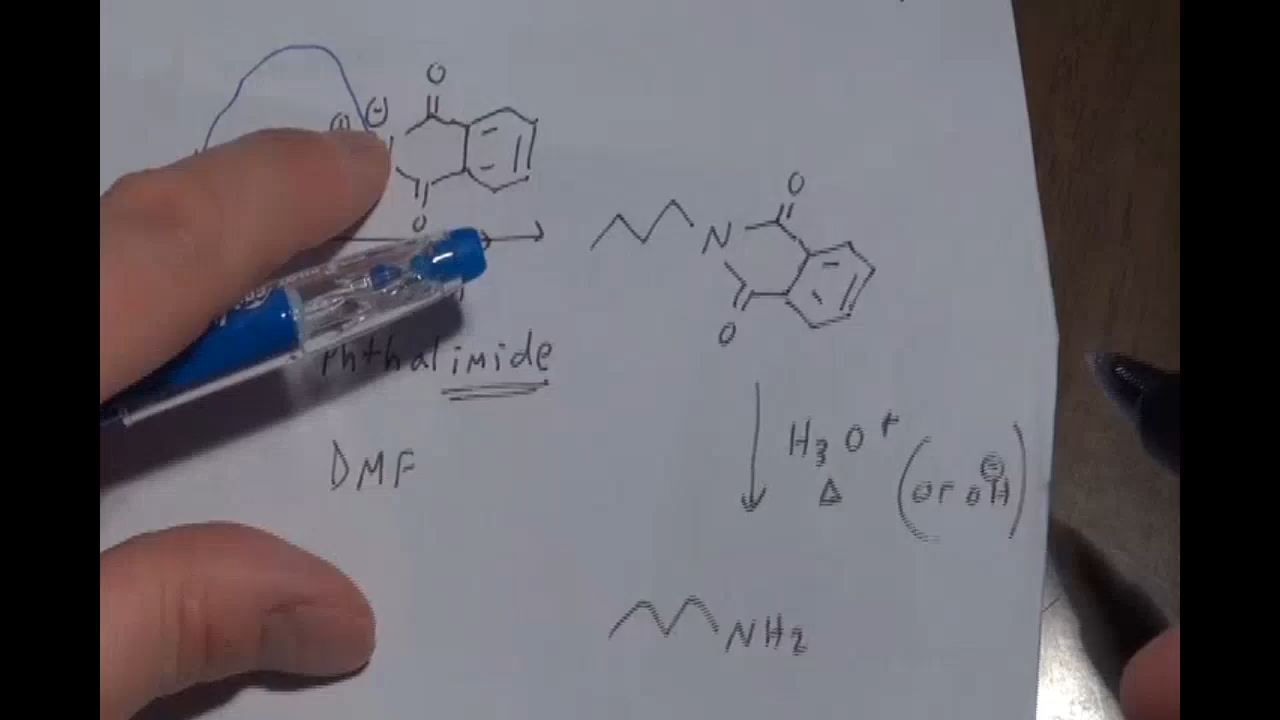 O
⊖
O
O
N
O
phthalimide
H3O+
Δ (or ⊖OH)
DMF
NH2